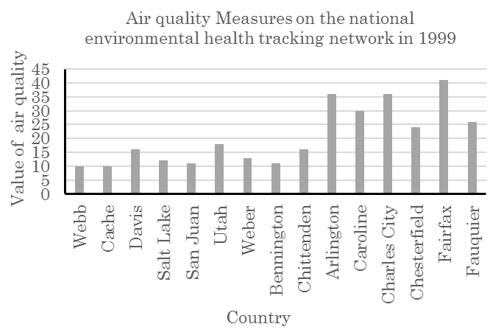 Air quality Measures on the national
environmental health tracking network in 1999
Value of air quality
45
40
35
30
25
20
15
10
5
0
Webb
Cache
Davis
Salt Lake
San Juan
Utah
Weber
Bennington
Chittenden
Arlington
Caroline
Charles City
Chesterfield
Fairfax
Fauquier
Country